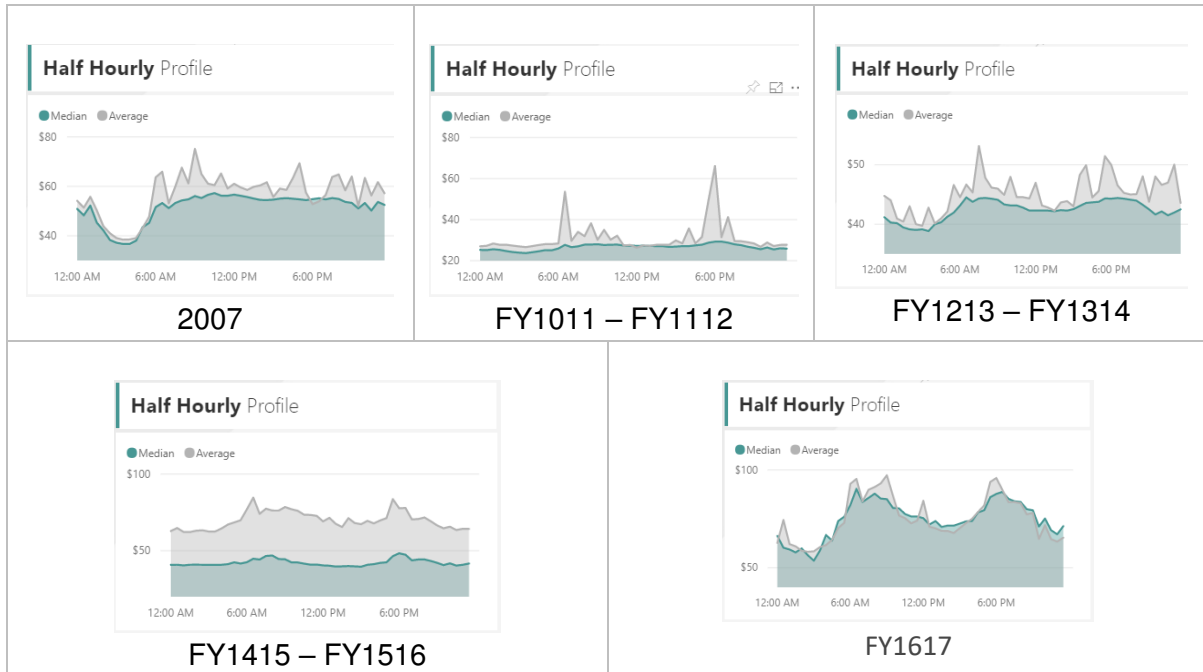 Half Hourly Profile
Median Average
$80
$60
$40
12:00 AM 6:00 AM 12:00 PM 6:00 PM
2007
Half Hourly Profile
Median Average
$80
$60
$40
$20
12:00 AM 6:00 AM 12:00 PM 6:00 PM
FY1011 – FY1112
Half Hourly Profile
Median Average
$50
$40
12:00 AM 6:00 AM 12:00 PM 6:00 PM
FY1213 – FY1314
Half Hourly Profile
Median Average
$100
$50
12:00 AM 6:00 AM 12:00 PM 6:00 PM
FY1415 – FY1516
Half Hourly Profile
Median Average
$100
$50
12:00 AM 6:00 AM 12:00 PM 6:00 PM
FY1617